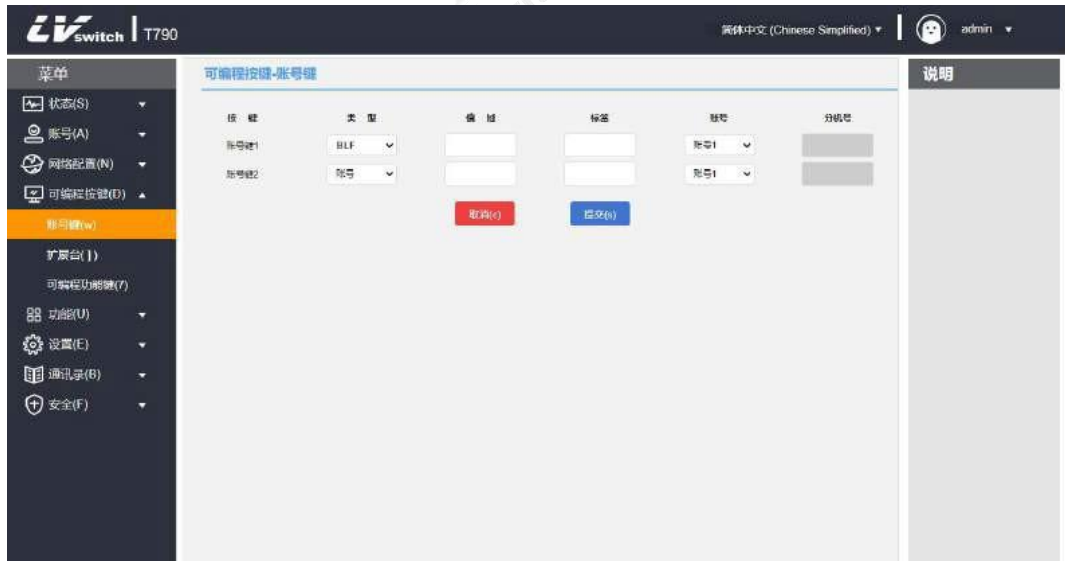 LVswitch T790
简体中文 (Chinese Simplified)
admin
菜单
状态(S)
账号(A)
网络配置(N)
可编程按键(D)
账号键(w)
扩展台(])
可编程功能键(7)
功能(U)
设置(E)
通讯录(B)
安全(F)
可编程按键-账号键
按 键 类 型 值 域 标签 账号 分机号
账号键1 BLF 账号1
账号键2 账号 账号1
取消(c) 提交(s)
说明